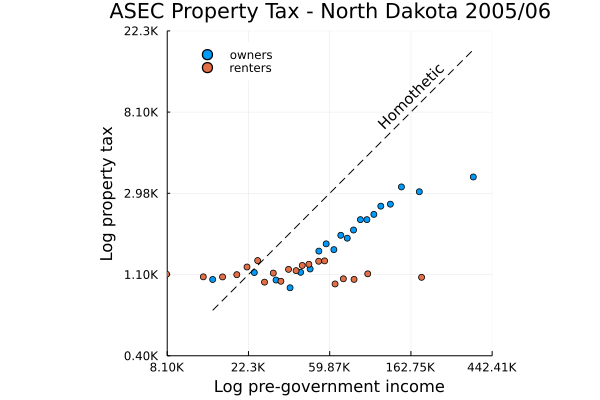 ASEC Property Tax - North Dakota 2005/06
22.3K
8.10K
2.98K
1.10K
0.40K
Log property tax
owners
renters
Homothetic
8.10K
22.3K
59.87K
162.75K
442.41K
Log pre-government income